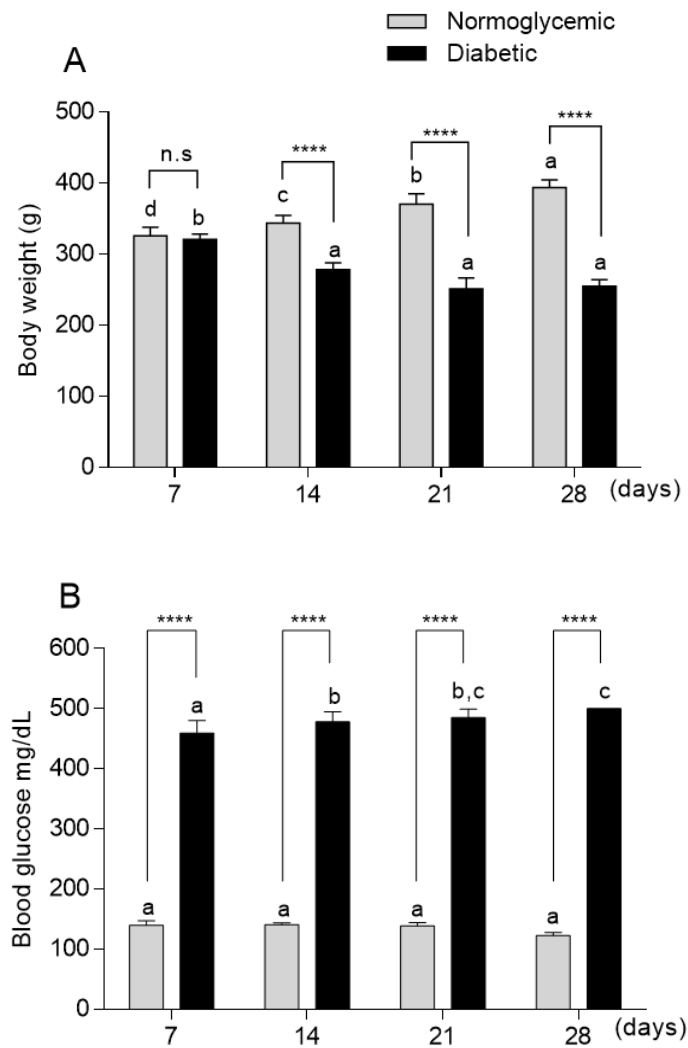 Normoglycemic
Diabetic
A
500
400
300
200
100
0
Body weight (g)
n.s
****
****
****
d
b
c
a
b
a
a
a
7
14
21
28
(days)
B
600
500
400
300
200
100
0
Blood glucose mg/dL
****
****
****
****
a
b
b,c
c
a
a
a
a
7
14
21
28
(days)